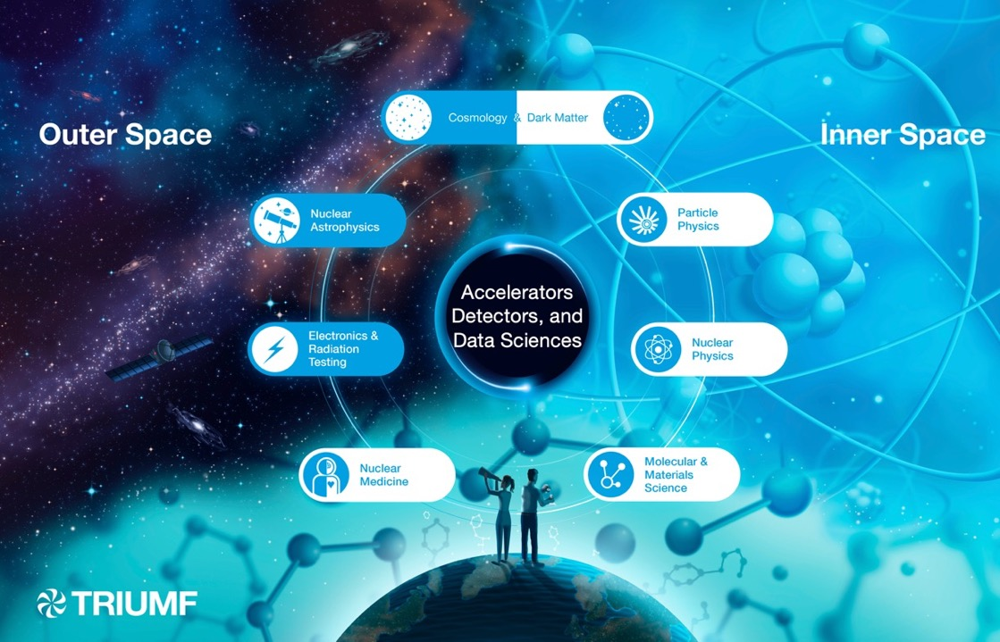 Cosmology & Dark Matter
Outer Space
Inner Space
Nuclear
Astrophysics
Particle
Physics
Accelerators
Detectors, and
Data Sciences
Electronics &
Radiation
Testing
Nuclear
Physics
Nuclear
Medicine
Molecular &
Materials
Science
TRIUMF